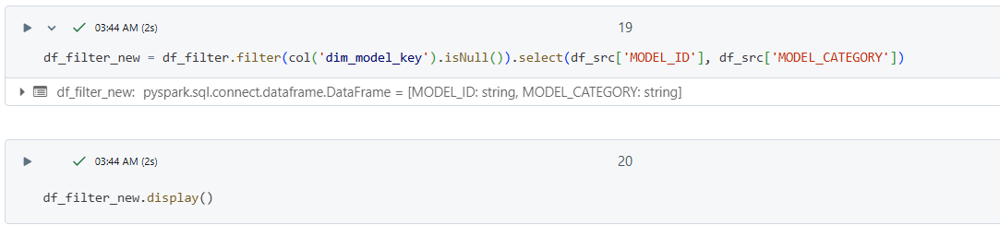 03:44 AM (2s)
19
df_filter_new = df_filter.filter(col('dim_model_key').isNull()).select(df_src['MODEL_ID'], df_src['MODEL_CATEGORY'])
df_filter_new: pyspark.sql.connect.dataframe.DataFrame = [MODEL_ID: string, MODEL_CATEGORY: string]
03:44 AM (2s)
20
df_filter_new.display()